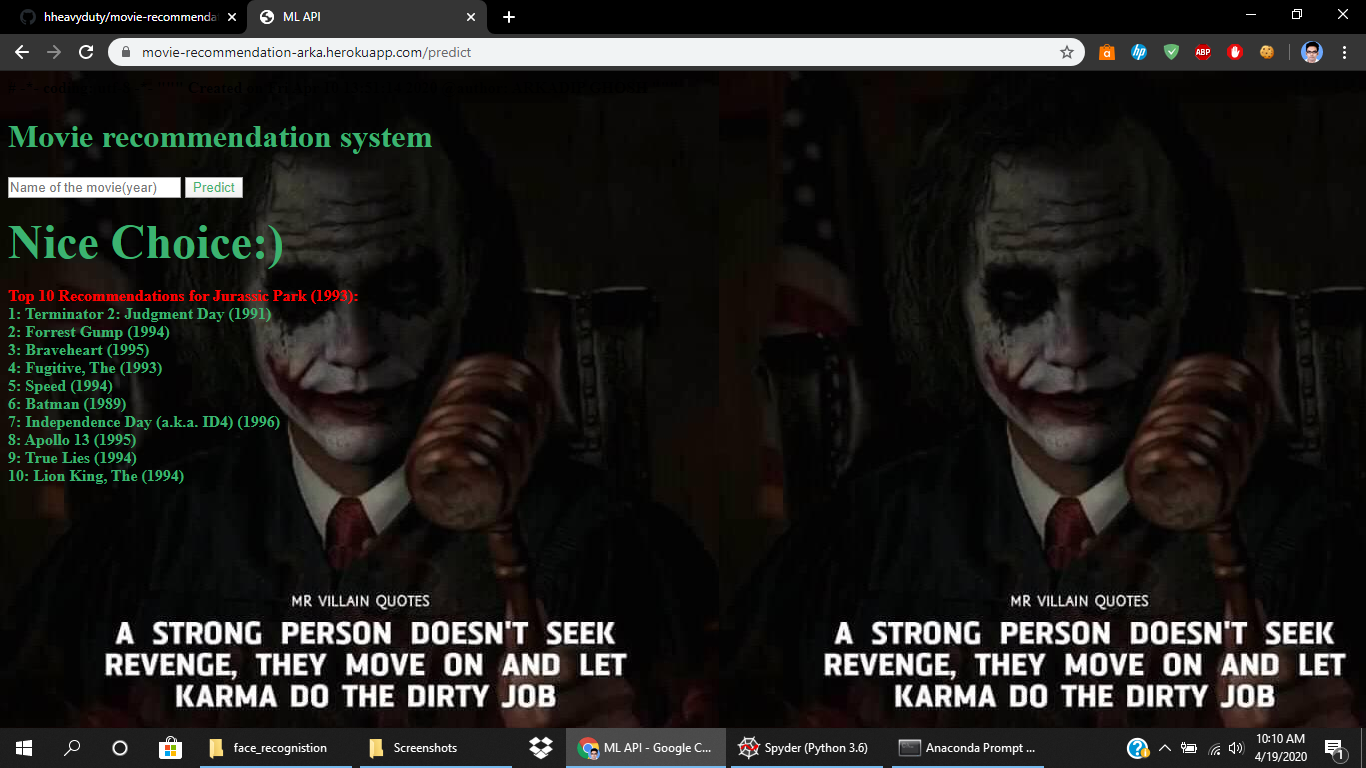 hheavyduty/movie-recommenda
ML API
movie-recommendation-arka.herokuapp.com/predict
ABP
Movie recommendation system
Name of the movie(year) Predict
Nice Choice:)
Top 10 Recommendations for Jurassic Park (1993):
1: Terminator 2: Judgment Day (1991)
2: Forrest Gump (1994)
3: Braveheart (1995)
4: Fugitive, The (1993)
5: Speed (1994)
6: Batman (1989)
7: Independence Day (a.k.a. ID4) (1996)
8: Apollo 13 (1995)
9: True Lies (1994)
10: Lion King, The (1994)
MR VILLAIN QUOTES
A STRONG PERSON DOESN'T SEEK
REVENGE, THEY MOVE ON AND LET
KARMA DO THE DIRTY JOB
MR VILLAIN QUOTES
A STRONG PERSON DOESN'T SEEK
REVENGE, THEY MOVE ON AND LET
KARMA DO THE DIRTY JOB
face_recognistion
Screenshots
ML API - Google C...
Spyder (Python 3.6)
Anaconda Prompt ...
10:10 AM
4/19/2020
1